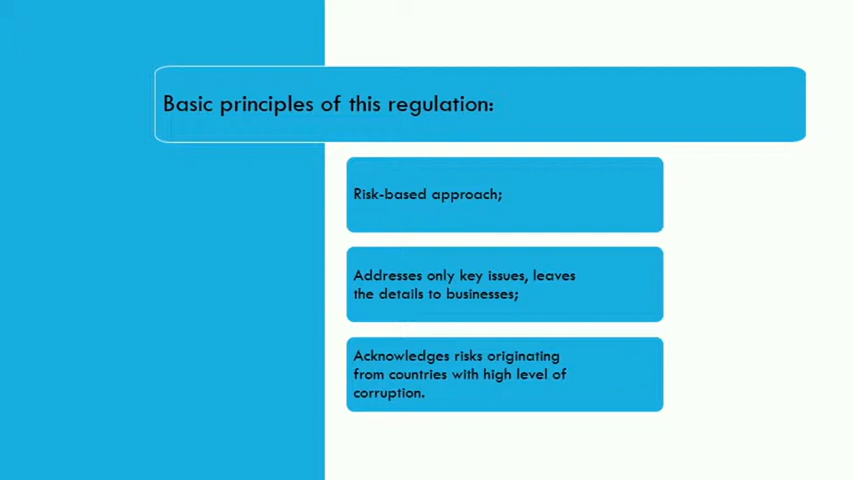 Basic principles of this regulation:
Risk-based approach;
Addresses only key issues, leaves
the details to businesses;
Acknowledges risks originating
from countries with high level of
corruption.